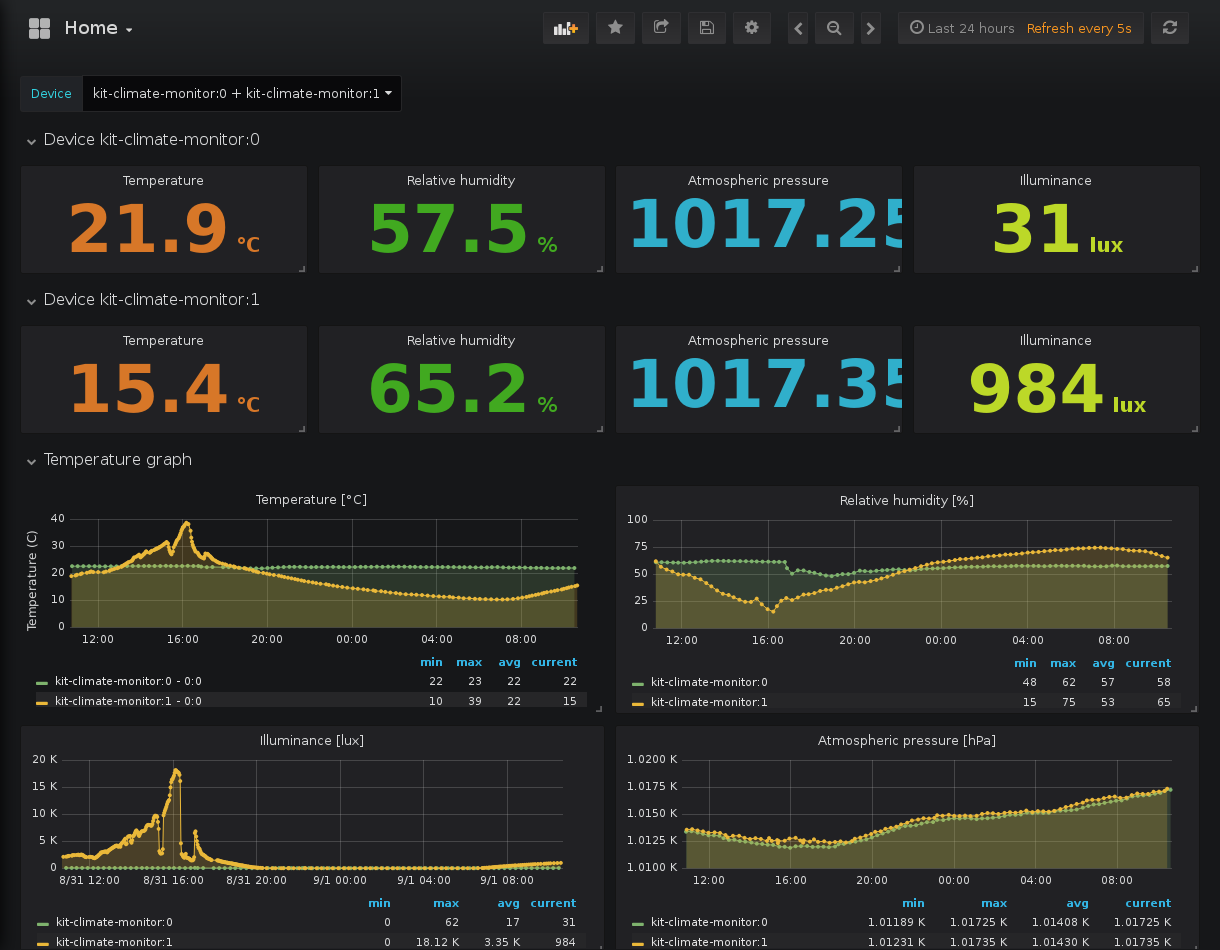 Home
Last 24 hours Refresh every 5s
Device kit-climate-monitor:0 + kit-climate-monitor:1
Device kit-climate-monitor:0
Temperature Relative humidity Atmospheric pressure Illuminance
21.9 °C 57.5 % 1017.25 31 lux
Device kit-climate-monitor:1
Temperature Relative humidity Atmospheric pressure Illuminance
15.4 °C 65.2 % 1017.35 984 lux
Temperature graph
Temperature [°C]
Temperature (C)
40
30
20
10
0
12:00 16:00 20:00 00:00 04:00 08:00
min max avg current
kit-climate-monitor:0 - 0:0 22 23 22 22
kit-climate-monitor:1 - 0:0 10 39 22 15
Relative humidity [%]
100
75
50
25
0
12:00 16:00 20:00 00:00 04:00 08:00
min max avg current
kit-climate-monitor:0 48 62 57 58
kit-climate-monitor:1 15 75 53 65
Illuminance [lux]
20 K
15 K
10 K
5 K
0
8/31 12:00 8/31 16:00 8/31 20:00 9/1 00:00 9/1 04:00 9/1 08:00
min max avg current
kit-climate-monitor:0 0 62 17 31
kit-climate-monitor:1 0 18.12 K 3.35 K 984
Atmospheric pressure [hPa]
1.0200 K
1.0175 K
1.0150 K
1.0125 K
1.0100 K
12:00 16:00 20:00 00:00 04:00 08:00
min max avg current
kit-climate-monitor:0 1.01189 K 1.01725 K 1.01408 K 1.01725 K
kit-climate-monitor:1 1.01231 K 1.01735 K 1.01430 K 1.01735 K